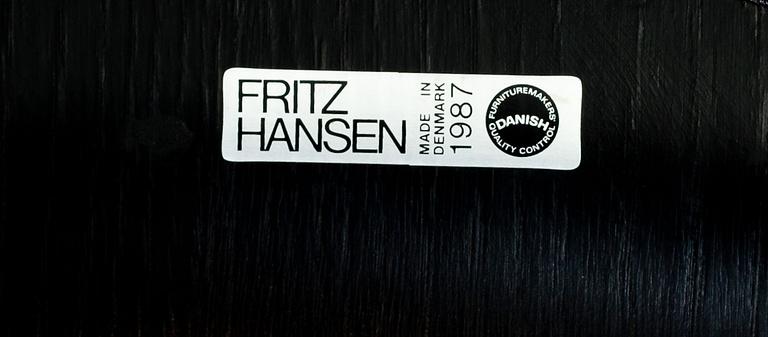 FRITZ
HANSEN
MADE IN
DENMARK
1987
FURNITUREMAKERS'
DANISH
QUALITY CONTROL